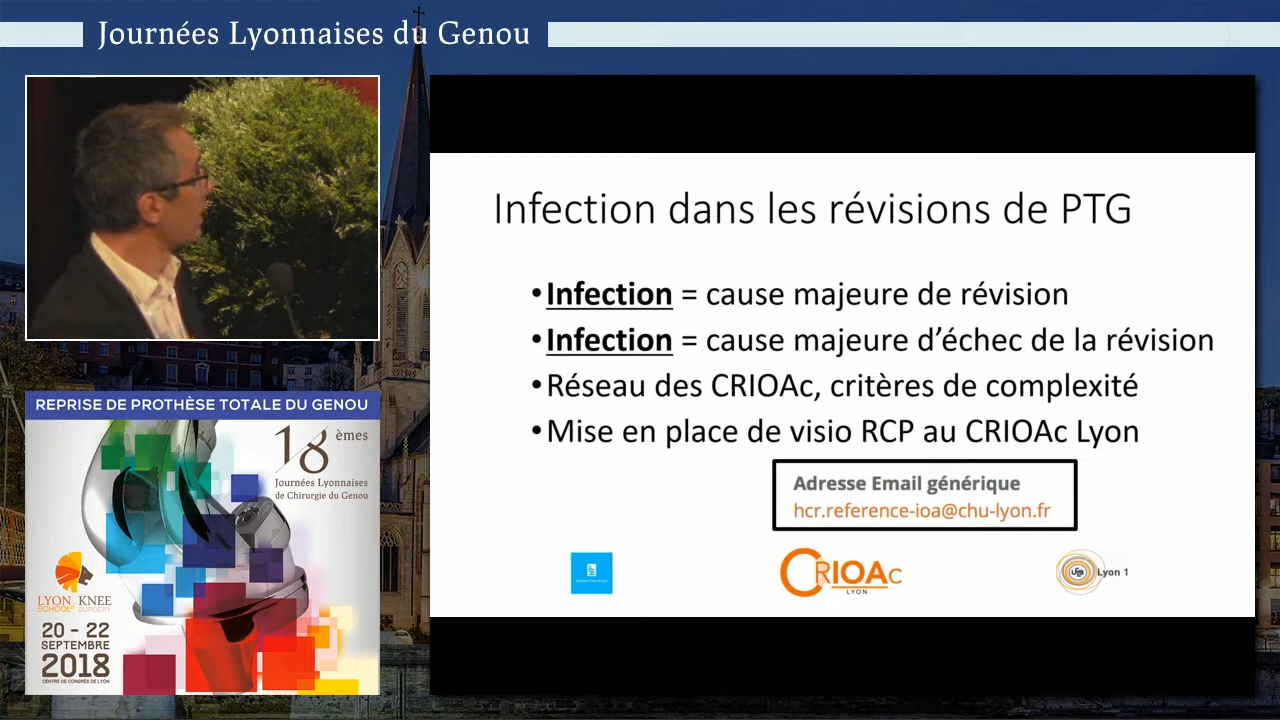 Journées Lyonnaises du Genou
Infection dans les révisions de PTG
•Infection = cause majeure de révision
•Infection = cause majeure d’échec de la révision
•Réseau des CRIOAc, critères de complexité
•Mise en place de visio RCP au CRIOAc Lyon
Adresse Email générique
hcr.reference-ioa@chu-lyon.fr
CRIOAc
LYON
Lyon 1
REPRISE DE PROTHÈSE TOTALE DU GENOU
18 èmes
Journées Lyonnaises
de Chirurgie du Genou
LYON KNEE
SCHOOL OF SURGERY
20 - 22
SEPTEMBRE
2018
CENTRE DE CONGRÈS DE LYON